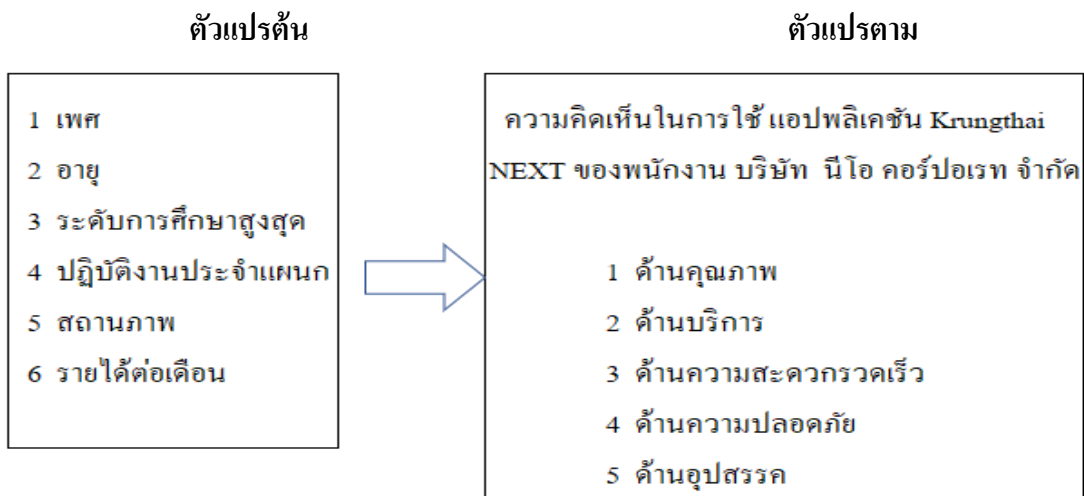 ตัวแปรต้น
1 เพศ
2 อายุ
3 ระดับการศึกษาสูงสุด
4 ปฏิบัติงานประจำแผนก
5 สถานภาพ
6 รายได้ต่อเดือน
ตัวแปรตาม
ความคิดเห็นในการใช้ แอปพลิเคชัน Krungthai
NEXT ของพนักงาน บริษัท นีโอ คอร์ปอเรท จำกัด
1 ด้านคุณภาพ
2 ด้านบริการ
3 ด้านความสะดวกรวดเร็ว
4 ด้านความปลอดภัย
5 ด้านอุปสรรค